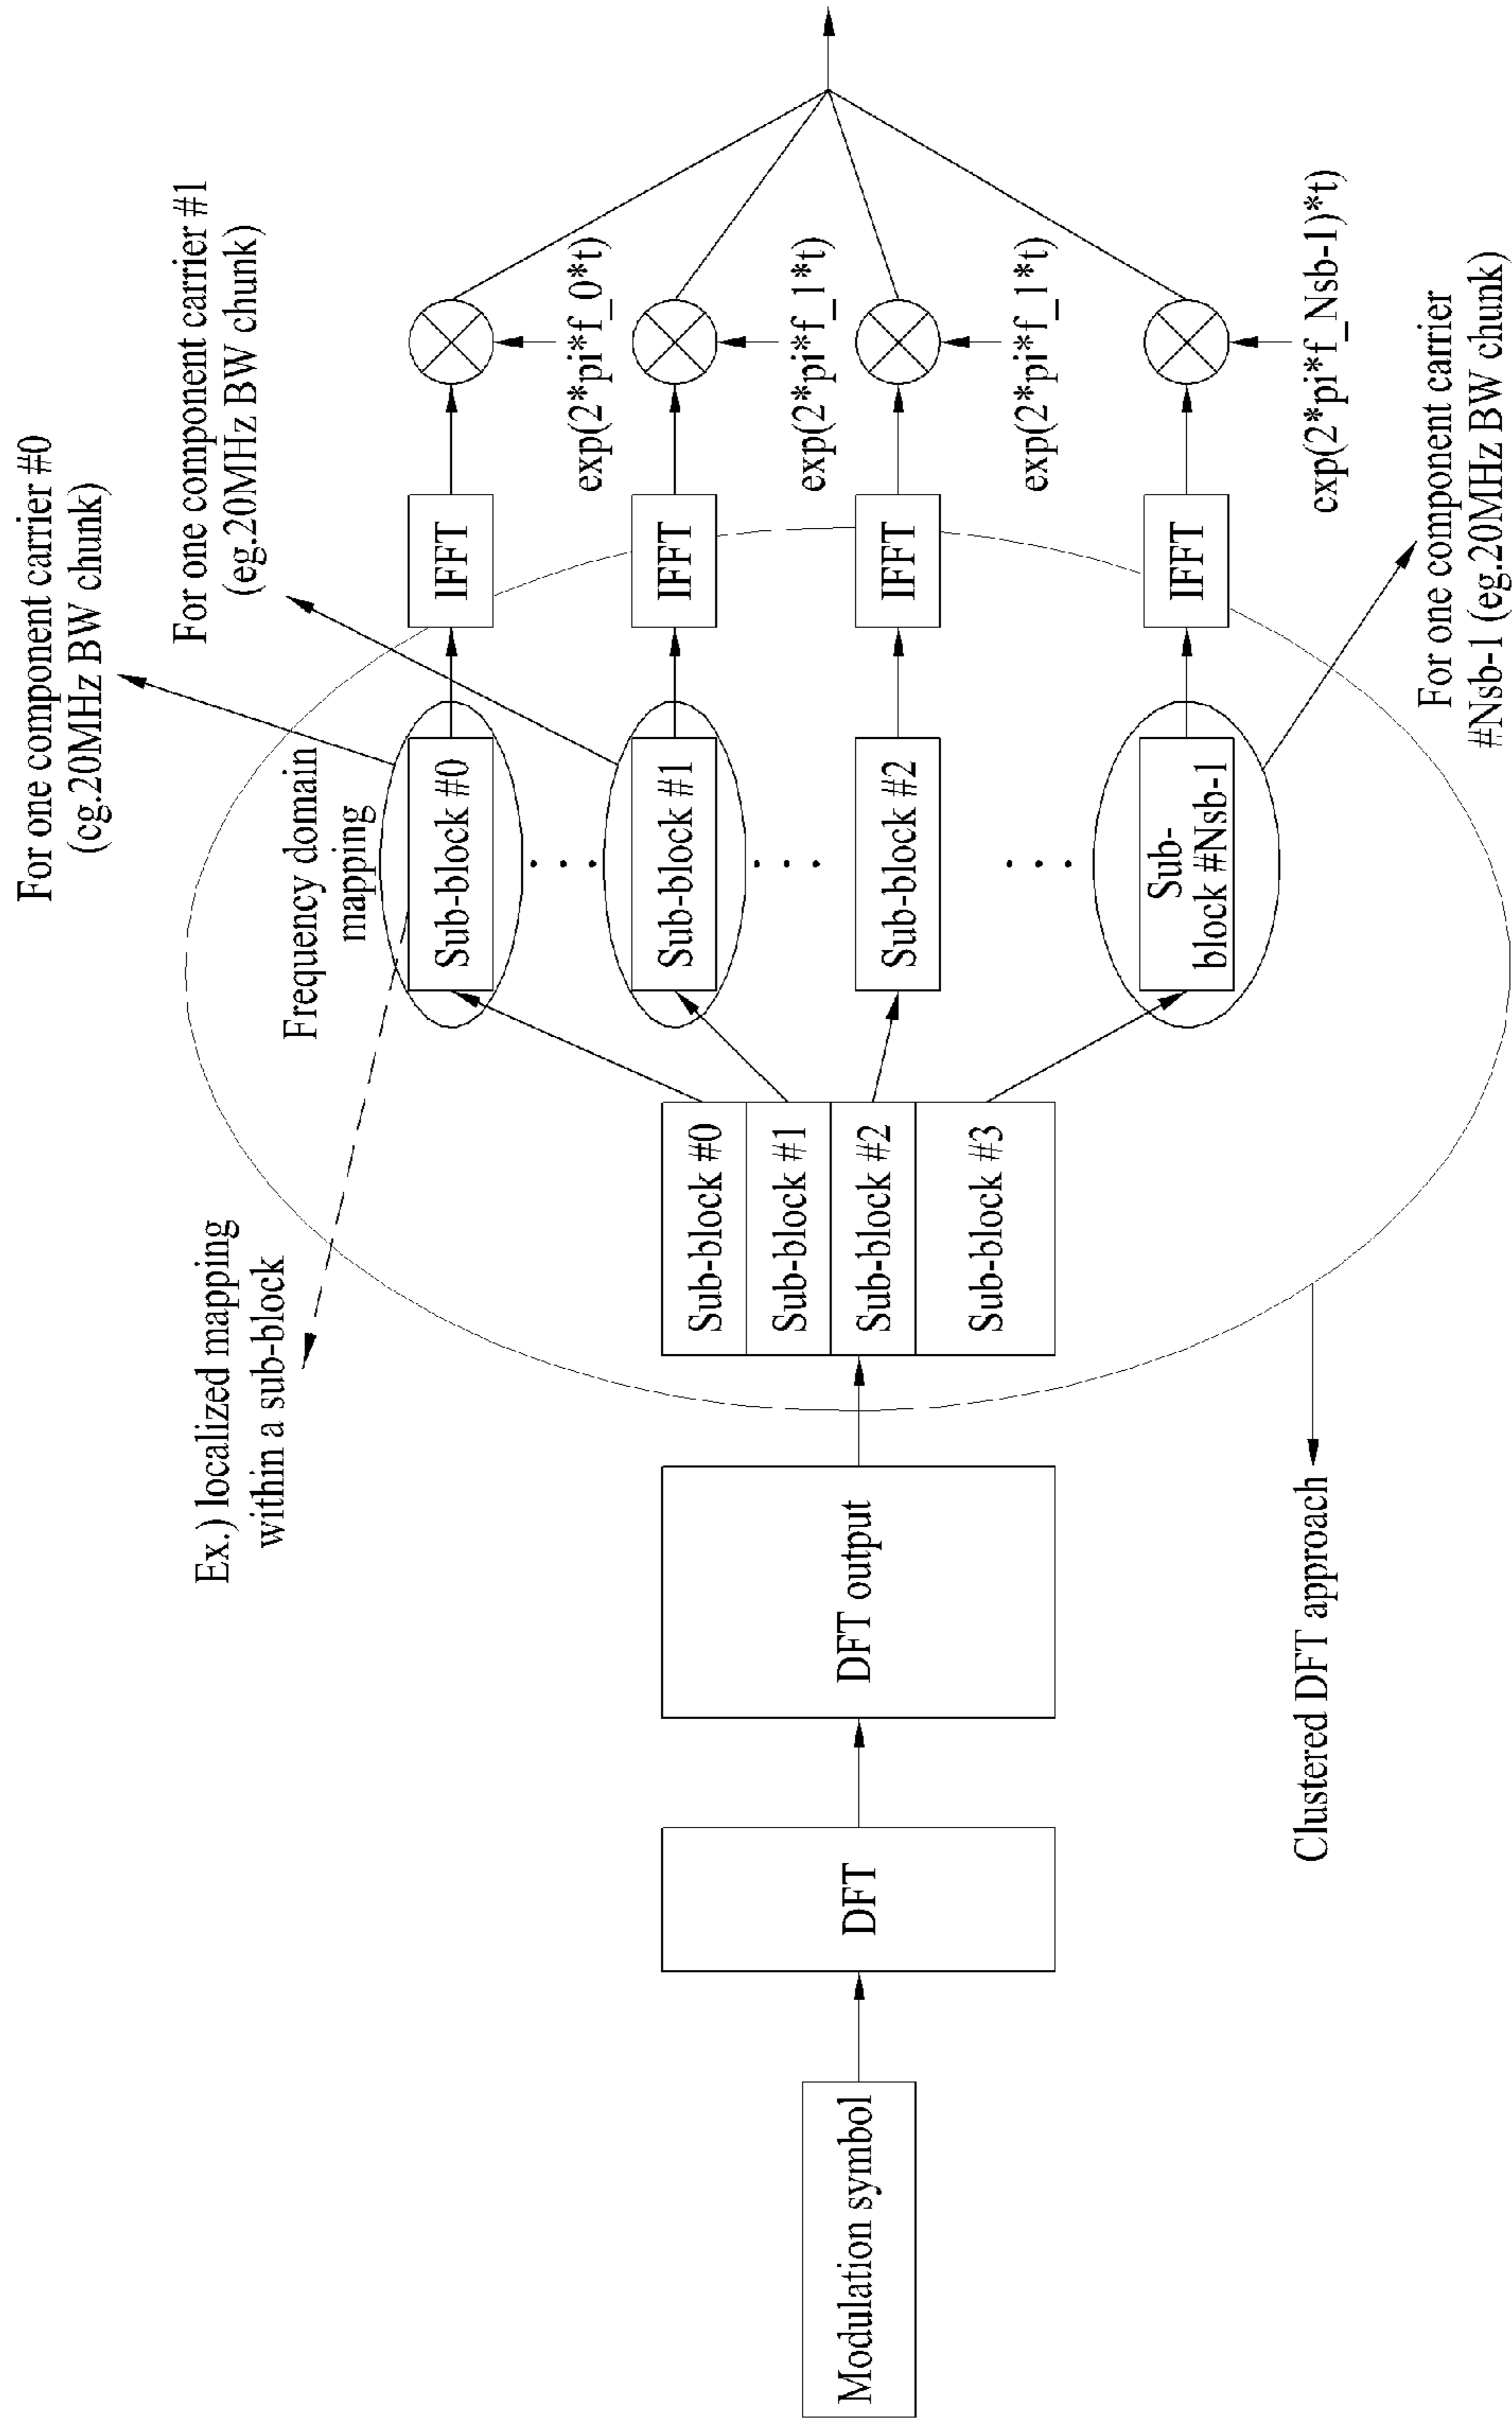 For one component carrier #0
(cg.20MHz BW chunk)
For one component carrier #1
(eg.20MHz BW chunk)
Ex.) localized mapping
within a sub-block
Frequency domain
mapping
Sub-block #0
IFFT
exp(2*pi*f_0*t)
Sub-block #1
IFFT
exp(2*pi*f_1*t)
Sub-block #2
IFFT
exp(2*pi*f_1*t)
Sub-
block #Nsb-1
IFFT
exp(2*pi*f_Nsb-1)*t)
Modulation symbol
DFT
DFT output
Sub-block #0
Sub-block #1
Sub-block #2
Sub-block #3
Clustered DFT approach
For one component carrier
#Nsb-1 (eg.20MHz BW chunk)